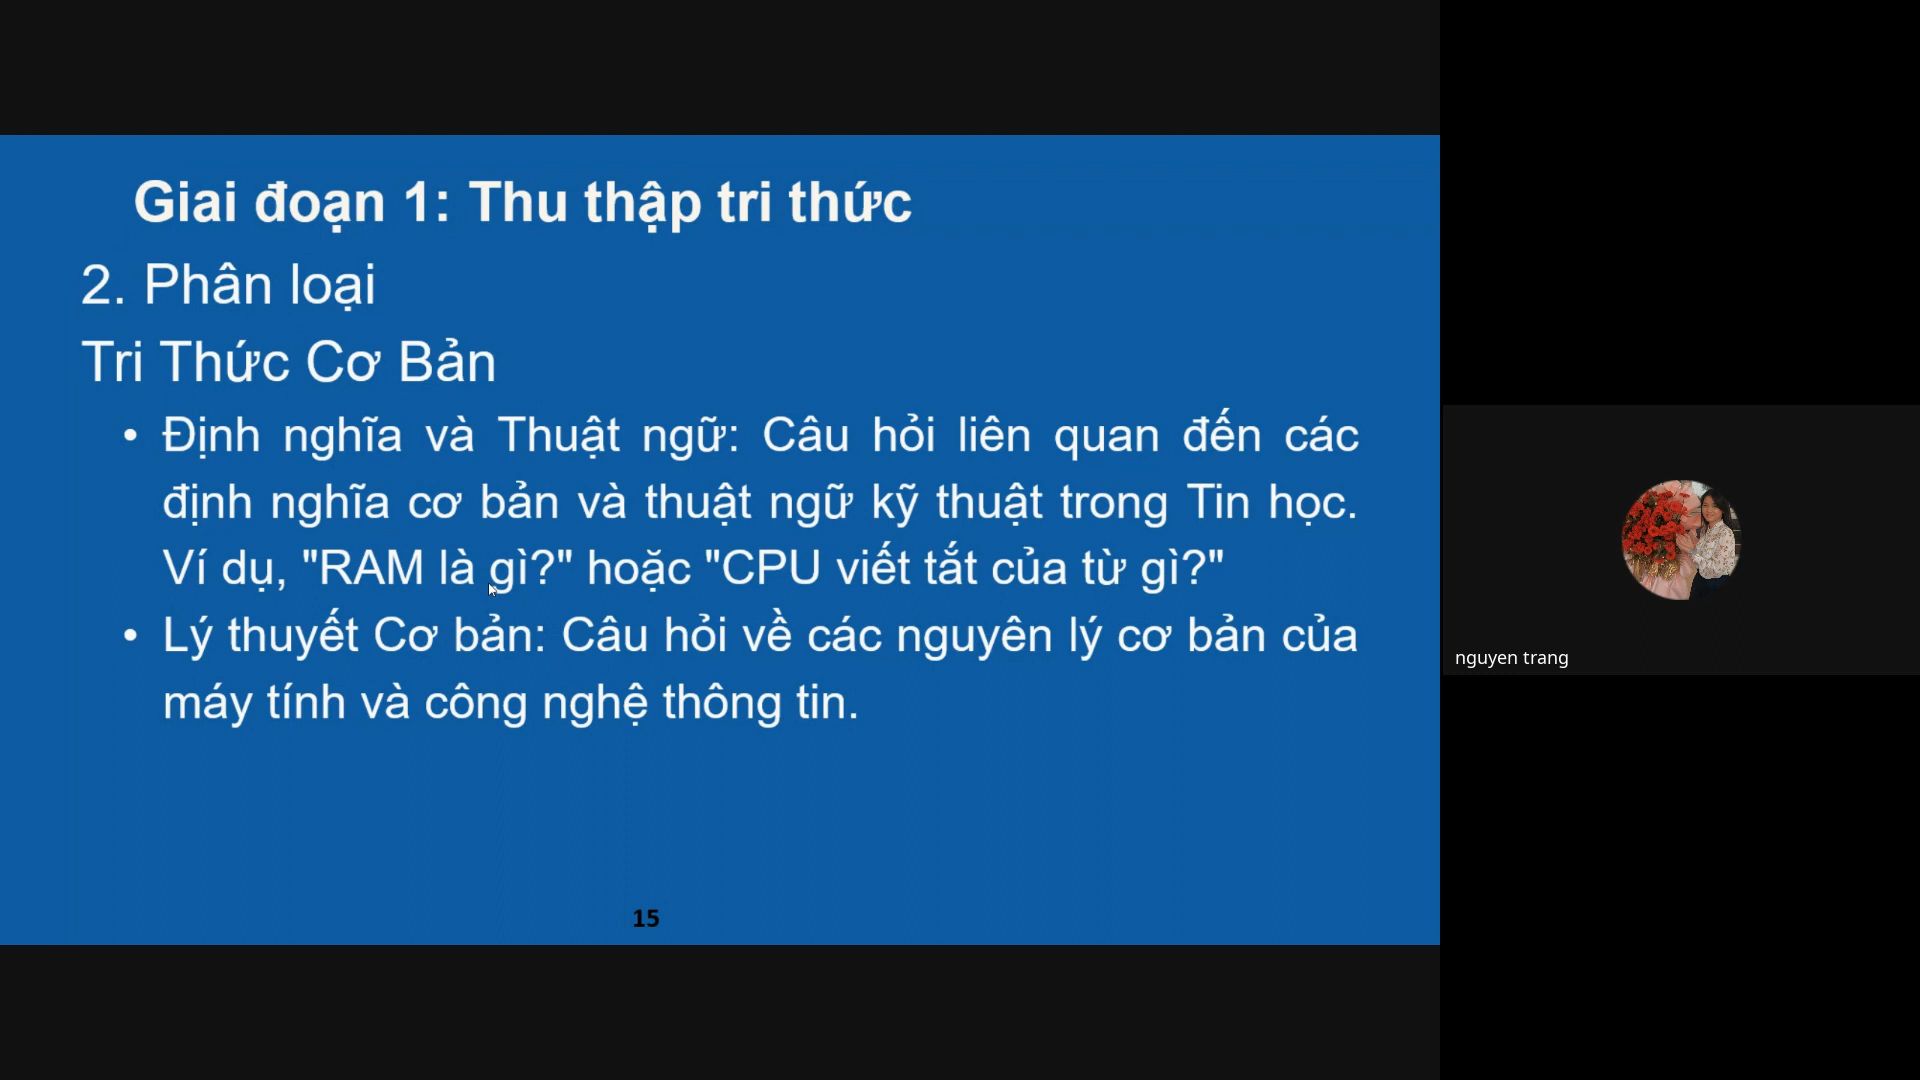 Giai đoạn 1: Thu thập tri thức
2. Phân loại
Tri Thức Cơ Bản
• Định nghĩa và Thuật ngữ: Câu hỏi liên quan đến các
định nghĩa cơ bản và thuật ngữ kỹ thuật trong Tin học.
Ví dụ, "RAM là gì?" hoặc "CPU viết tắt của từ gì?"
• Lý thuyết Cơ bản: Câu hỏi về các nguyên lý cơ bản của
máy tính và công nghệ thông tin.
15
nguyen trang